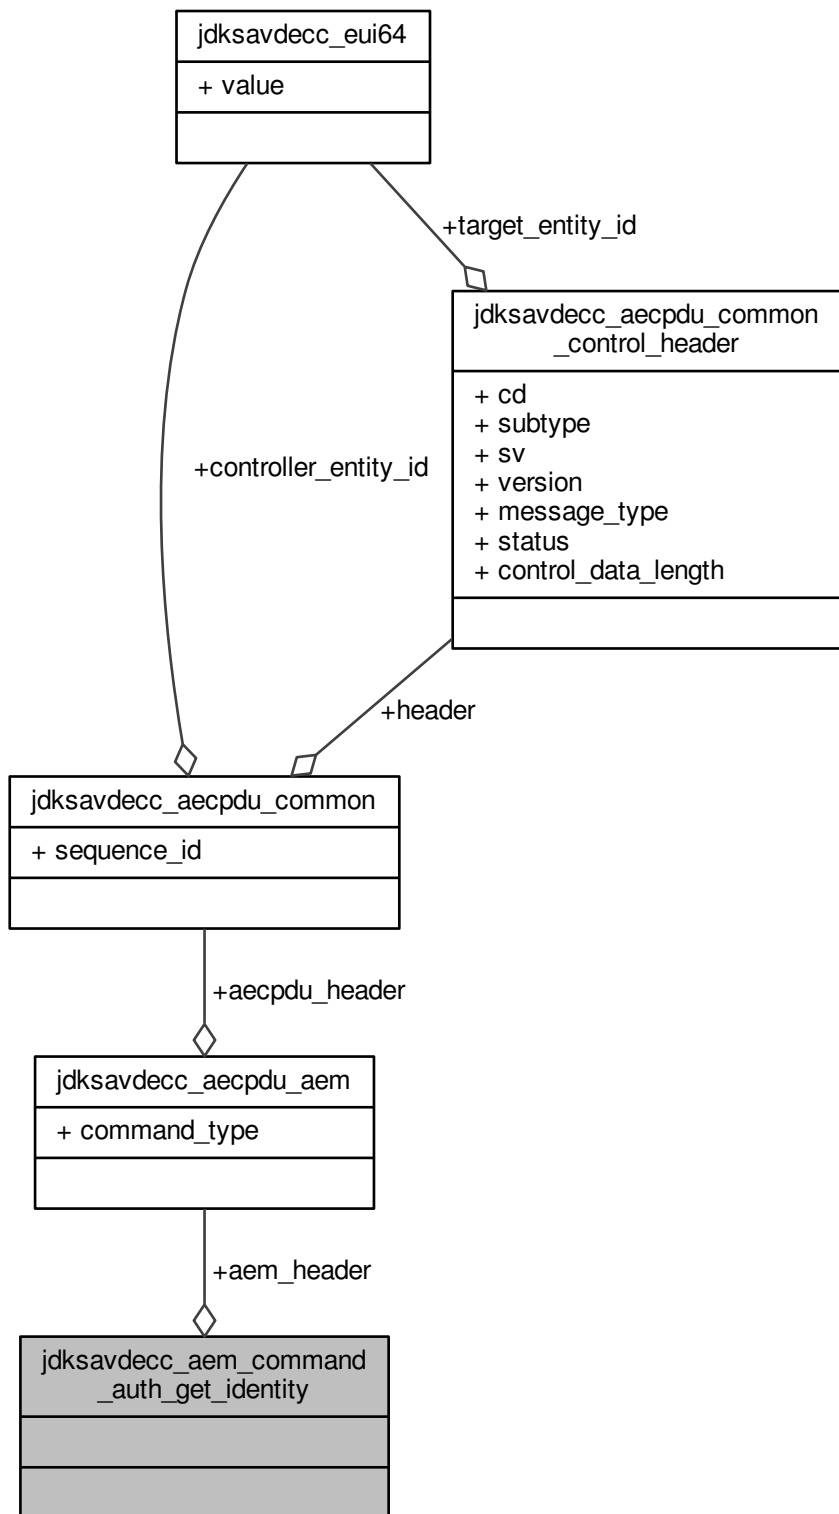 jdksavdecc_eui64
+ value
+target_entity_id
jdksavdecc_aecpdu_common
_control_header
+ cd
+ subtype
+ sv
+ version
+ message_type
+ status
+ control_data_length
+controller_entity_id
+header
jdksavdecc_aecpdu_common
+ sequence_id
+aecpdu_header
jdksavdecc_aecpdu_aem
+ command_type
+aem_header
jdksavdecc_aem_command
_auth_get_identity